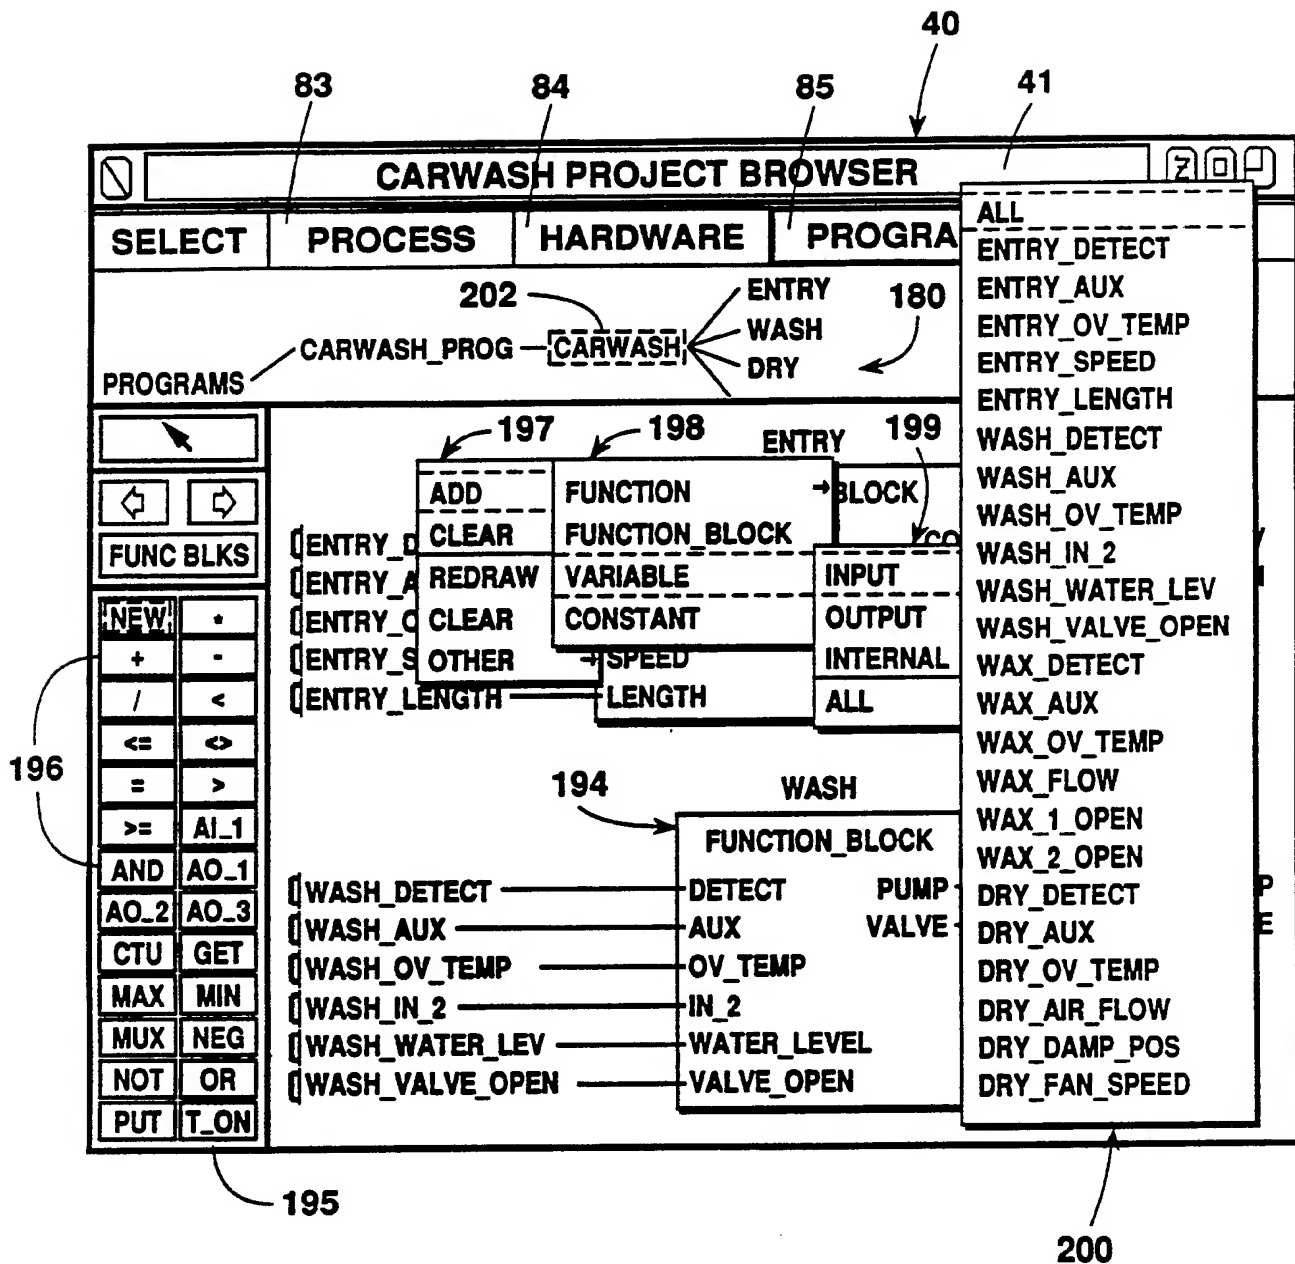 40
83 84 85 41
CARWASH PROJECT BROWSER
SELECT PROCESS HARDWARE PROGRA
202
180
PROGRAMS
CARWASH_PROG
CARWASH
ENTRY
WASH
DRY
FUNC BLKS
NEW *
+ -
/ <
<= <>
= >
>= AI_1
AND AO_1
AO_2 AO_3
CTU GET
MAX MIN
MUX NEG
NOT OR
PUT T_ON
196
195
197
198
199
ENTRY
BLOCK
ENTRY_D
ENTRY_A
ENTRY_O
ENTRY_S
SPEED
ENTRY_LENGTH
LENGTH
ADD
CLEAR
REDRAW
CLEAR
OTHER
FUNCTION
FUNCTION_BLOCK
VARIABLE
CONSTANT
CO
INPUT
OUTPUT
INTERNAL
ALL
194
WASH
FUNCTION_BLOCK
WASH_DETECT DETECT PUMP P
WASH_AUX AUX VALVE E
WASH_OV_TEMP OV_TEMP
WASH_IN_2 IN_2
WASH_WATER_LEV WATER_LEVEL
WASH_VALVE_OPEN VALVE_OPEN
ALL
ENTRY_DETECT
ENTRY_AUX
ENTRY_OV_TEMP
ENTRY_SPEED
ENTRY_LENGTH
WASH_DETECT
WASH_AUX
WASH_OV_TEMP
WASH_IN_2
WASH_WATER_LEV
WASH_VALVE_OPEN
WAX_DETECT
WAX_AUX
WAX_OV_TEMP
WAX_FLOW
WAX_1_OPEN
WAX_2_OPEN
DRY_DETECT
DRY_AUX
DRY_OV_TEMP
DRY_AIR_FLOW
DRY_DAMP_POS
DRY_FAN_SPEED
200